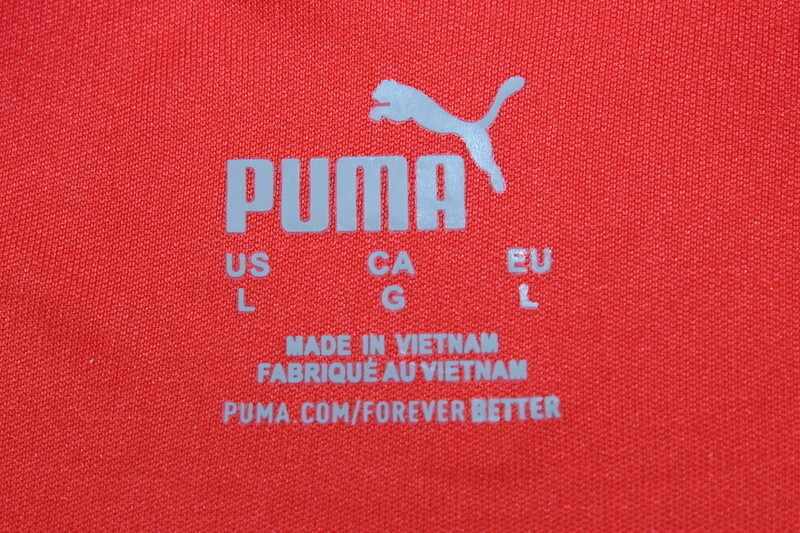 PUMA
US CA EU
L G L
MADE IN VIETNAM
FABRIQUÉ AU VIETNAM
PUMA.COM/FOREVER BETTER